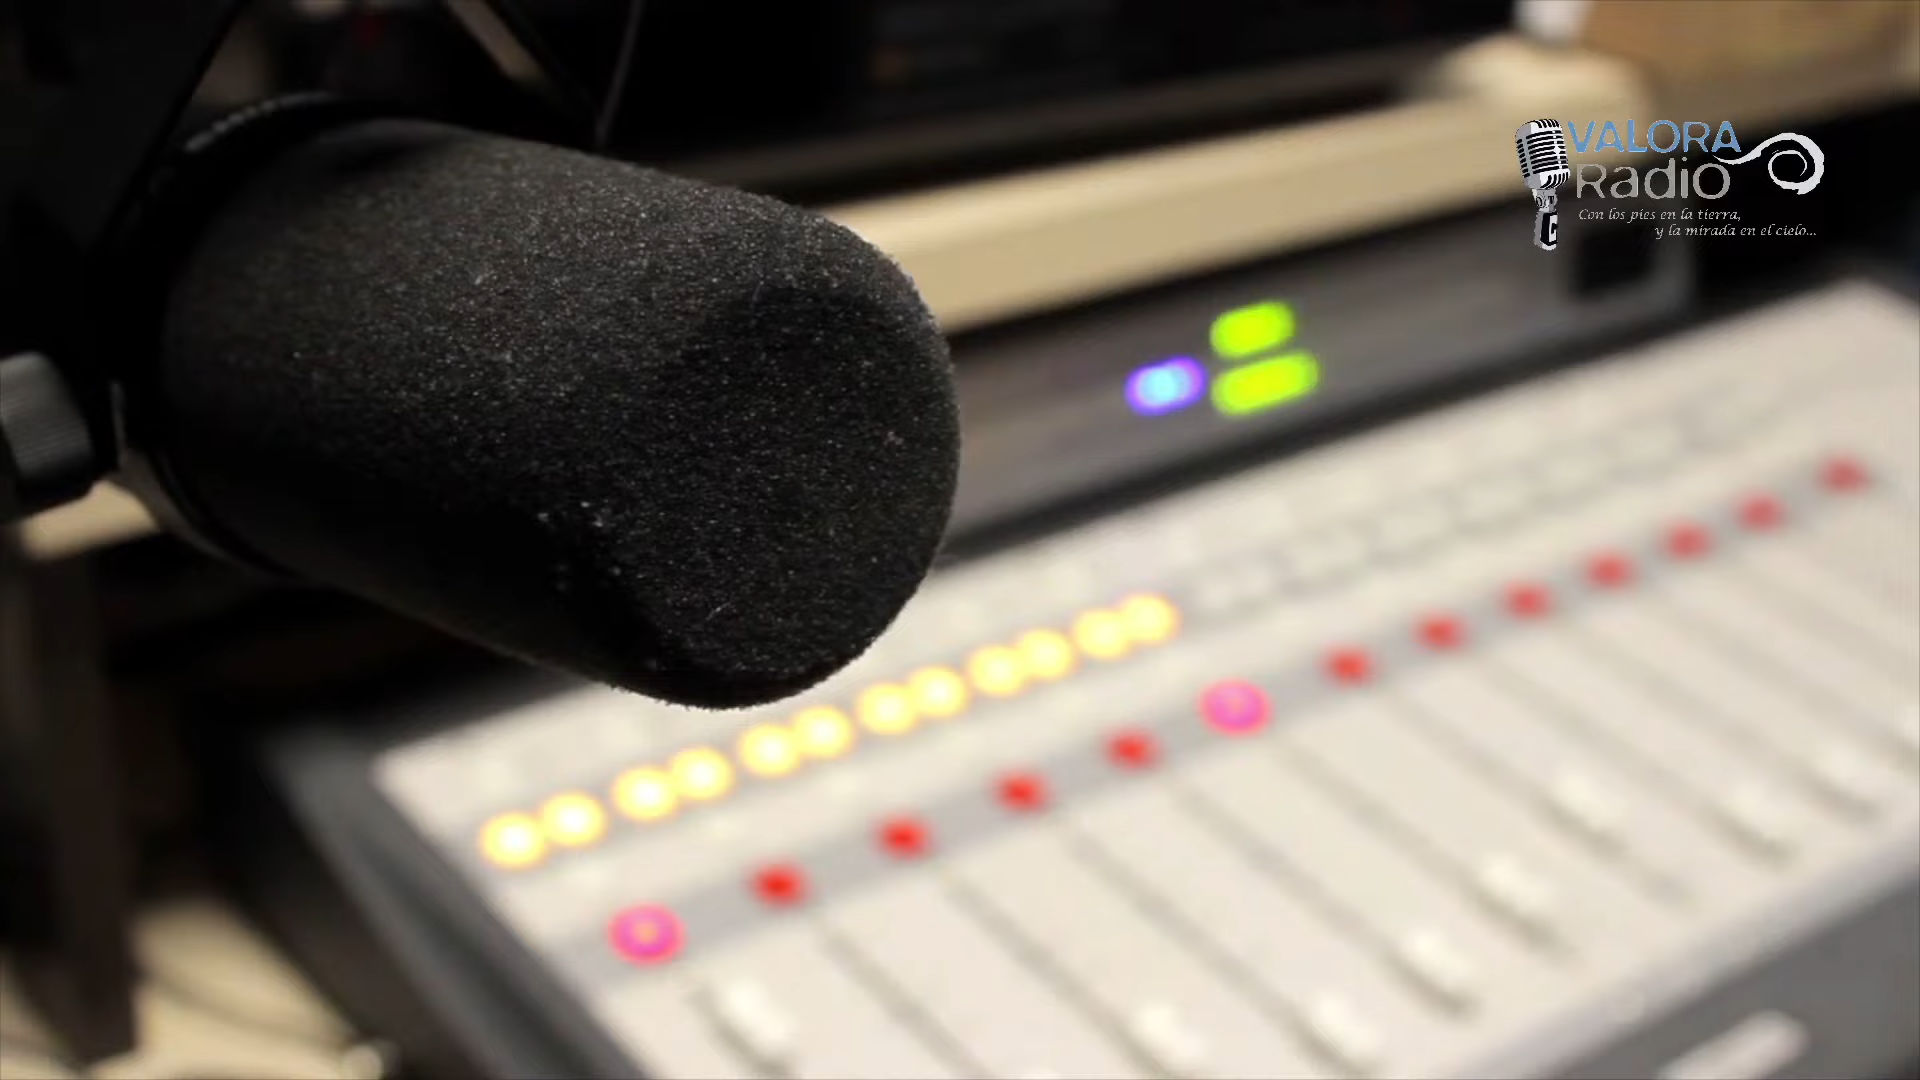 VALORA
Radio
Con los pies en la tierra,
y la mirada en el cielo...